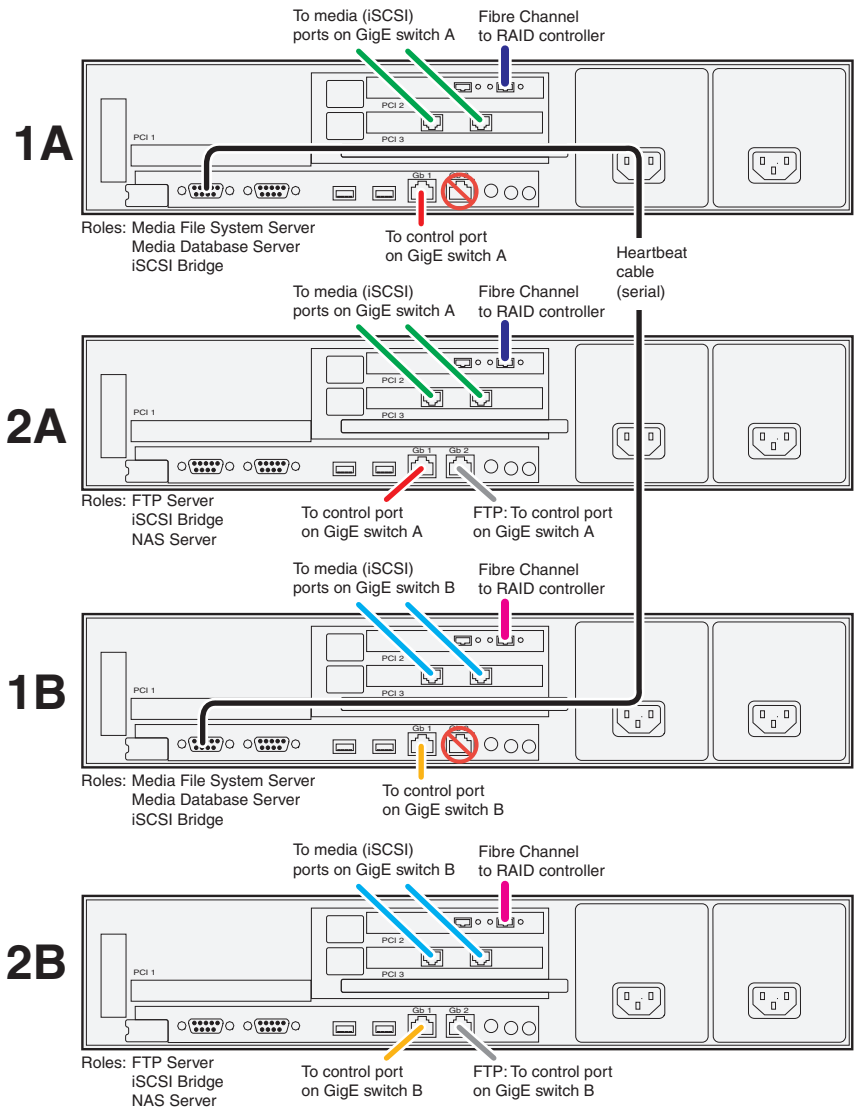 To media (iSCSI)
ports on GigE switch A
Fibre Channel
to RAID controller
1A
PCI 1
PCI 2
PCI 3
Gb 1
Gb 2
Roles: Media File System Server
Media Database Server
iSCSI Bridge
To control port
on GigE switch A
Heartbeat
cable
(serial)
To media (iSCSI)
ports on GigE switch A
Fibre Channel
to RAID controller
2A
PCI 1
PCI 2
PCI 3
Gb 1
Gb 2
Roles: FTP Server
iSCSI Bridge
NAS Server
To control port
on GigE switch A
FTP: To control port
on GigE switch A
To media (iSCSI)
ports on GigE switch B
Fibre Channel
to RAID controller
1B
PCI 1
PCI 2
PCI 3
Gb 1
Gb 2
Roles: Media File System Server
Media Database Server
iSCSI Bridge
To control port
on GigE switch B
To media (iSCSI)
ports on GigE switch B
Fibre Channel
to RAID controller
2B
PCI 1
PCI 2
PCI 3
Gb 1
Gb 2
Roles: FTP Server
iSCSI Bridge
NAS Server
To control port
on GigE switch B
FTP: To control port
on GigE switch B